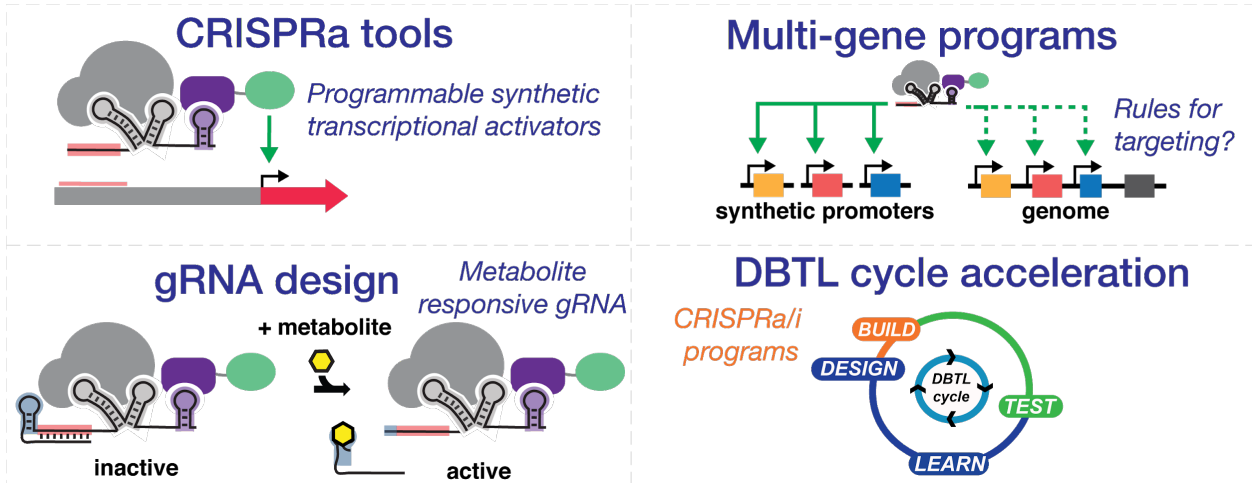 CRISPRa tools
Programmable synthetic
transcriptional activators
Multi-gene programs
Rules for
targeting?
synthetic promoters
genome
gRNA design
Metabolite
responsive gRNA
+ metabolite
inactive
active
DBTL cycle acceleration
CRISPRa/i
programs
BUILD
DESIGN
DBTL
cycle
TEST
LEARN